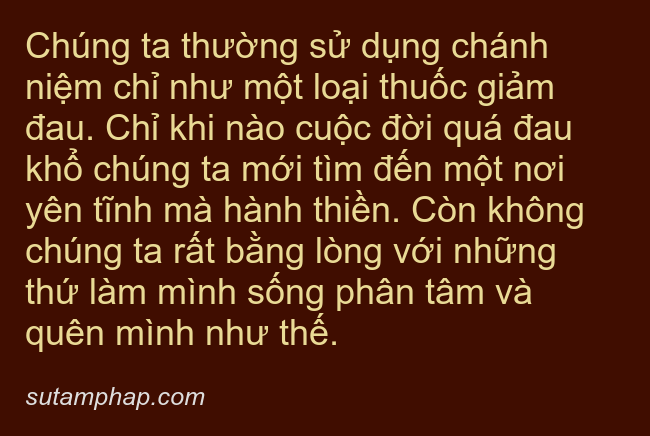 Chúng ta thường sử dụng chánh
niệm chỉ như một loại thuốc giảm
đau. Chỉ khi nào cuộc đời quá đau
khổ chúng ta mới tìm đến một nơi
yên tĩnh mà hành thiền. Còn không
chúng ta rất bằng lòng với những
thứ làm mình sống phân tâm và
quên mình như thế.
sutamphap.com